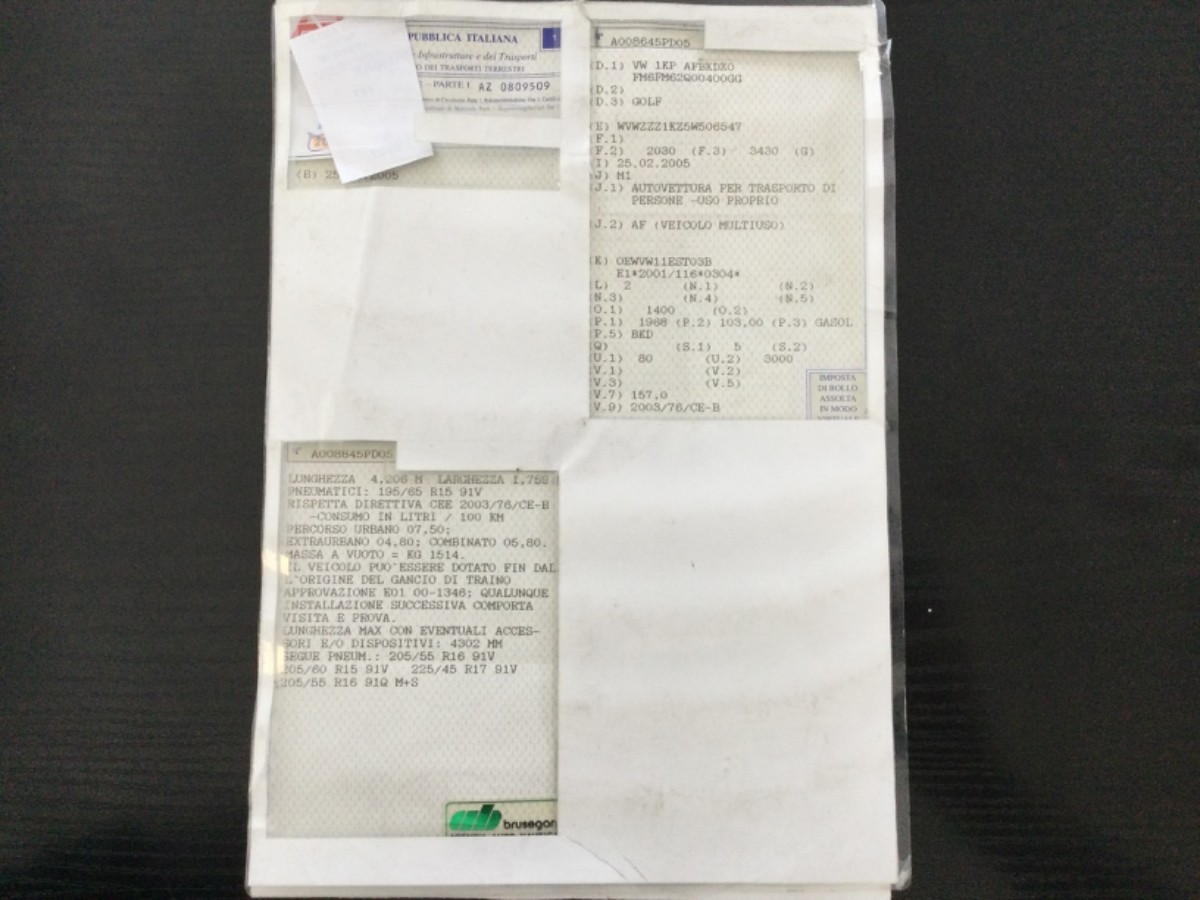 PUBBLICA ITALIANA
Infrastrutture e dei Trasporti
DEI TRASPORTI TERRESTRI
- PARTE I AZ 0809509
(B) 25 2005
A008645PD05
(D.1) VW 1KP AFBKDX0
FM6FM62Q00400GG
(D.2)
(D.3) GOLF
(E) WVWZZZ1KZ5W506547
(F.1)
(F.2) 2030 (F.3) 3430 (G)
(I) 25.02.2005
(J) M1
(J.1) AUTOVETTURA PER TRASPORTO DI
PERSONE -USO PROPRIO
(J.2) AF (VEICOLO MULTIUSO)
(K) OEWVW11EST03B
E1*2001/116*0304*
(L) 2 (N.1) (N.2)
(N.3) (N.4) (N.5)
(O.1) 1400 (O.2)
(P.1) 1968 (P.2) 103,00 (P.3) GASOL
(P.5) BKD
(Q) (S.1) 5 (S.2)
(U.1) 80 (U.2) 3000
(V.1) (V.2)
(V.3) (V.5)
(V.7) 157,0
(V.9) 2003/76/CE-B
IMPOSTA
DI BOLLO
ASSOLTA
IN MODO
VIRTUALE
A008645PD05
LUNGHEZZA 4,206 M LARGHEZZA 1,759
PNEUMATICI: 195/65 R15 91V
RISPETTA DIRETTIVA CEE 2003/76/CE-B
-CONSUMO IN LITRI / 100 KM
PERCORSO URBANO 07,50;
EXTRAURBANO 04,80; COMBINATO 05,80.
MASSA A VUOTO = KG 1514.
IL VEICOLO PUO'ESSERE DOTATO FIN DAL
L'ORIGINE DEL GANCIO DI TRAINO
APPROVAZIONE E01 00-1346; QUALUNQUE
INSTALLAZIONE SUCCESSIVA COMPORTA
VISITA E PROVA.
LUNGHEZZA MAX CON EVENTUALI ACCES-
SORI E/O DISPOSITIVI: 4302 MM
SEGUE PNEUM.: 205/55 R16 91V
205/60 R15 91V 225/45 R17 91V
205/55 R16 91Q M+S
ab brusegan